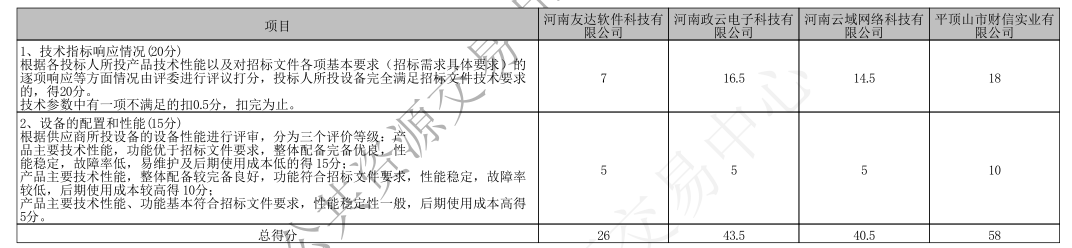 项目
河南友达软件科技有
限公司
河南政云电子科技有
限公司
河南云域网络科技有
限公司
平顶山市财信实业有
限公司
1、技术指标响应情况(20分)
根据各投标人所投产品技术性能以及对招标文件各项基本要求（招标需求具体要求）的
逐项响应等方面情况由评委进行评议打分，投标人所投设备完全满足招标文件技术要求
的，得20分。
技术参数中有一项不满足的扣0.5分，扣完为止。
7
16.5
14.5
18
2、设备的配置和性能(15分)
根据供应商所投设备的设备性能进行评审，分为三个评价等级：产
品主要技术性能，功能优于招标文件要求，整体配备完备优良，性
能稳定，故障率低，易维护及后期使用成本低的得15分；
产品主要技术性能，整体配备较完备良好，功能符合招标文件要求，性能稳定，故障率
较低，后期使用成本较高得10分；
产品主要技术性能、功能基本符合招标文件要求，性能稳定性一般，后期使用成本高得
5分。
5
5
5
10
总得分
26
43.5
40.5
58
公共资源交易中
交易中心